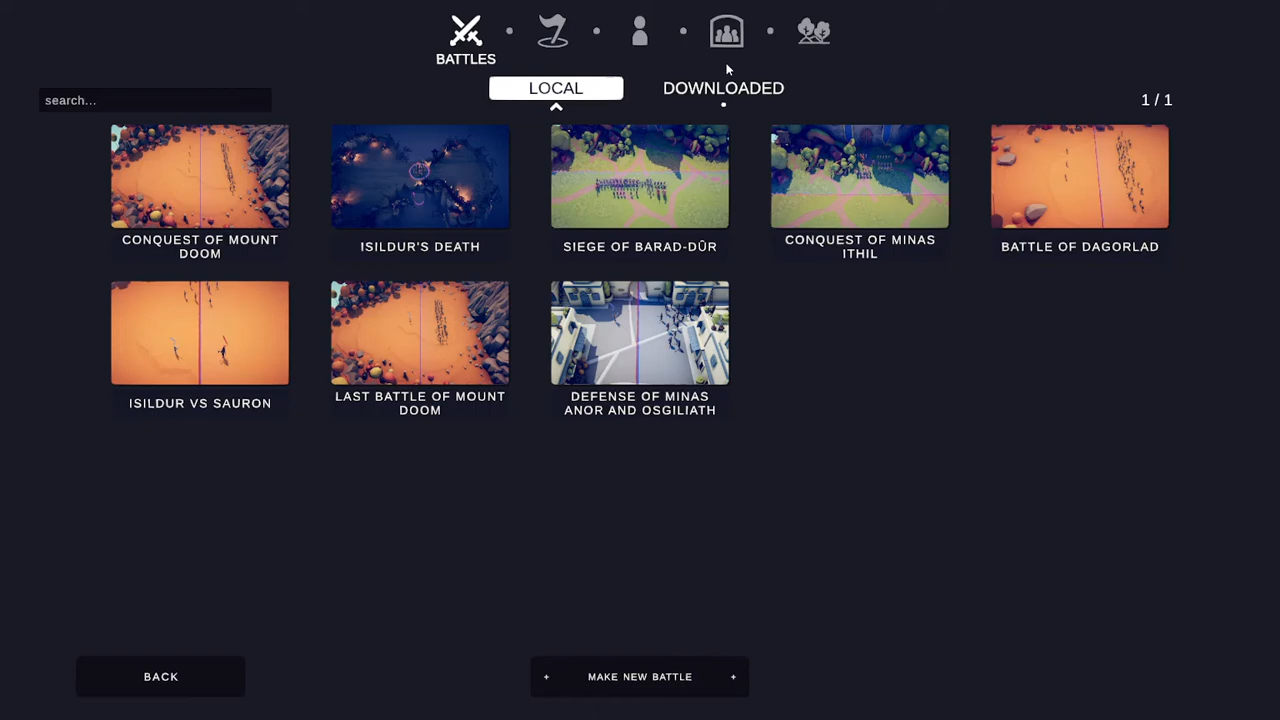 BATTLES
LOCAL
DOWNLOADED
search...
1 / 1
CONQUEST OF MOUNT
DOOM
ISILDUR'S DEATH
SIEGE OF BARAD-DÛR
CONQUEST OF MINAS
ITHIL
BATTLE OF DAGORLAD
ISILDUR VS SAURON
LAST BATTLE OF MOUNT
DOOM
DEFENSE OF MINAS
ANOR AND OSGILIATH
BACK
+ MAKE NEW BATTLE +